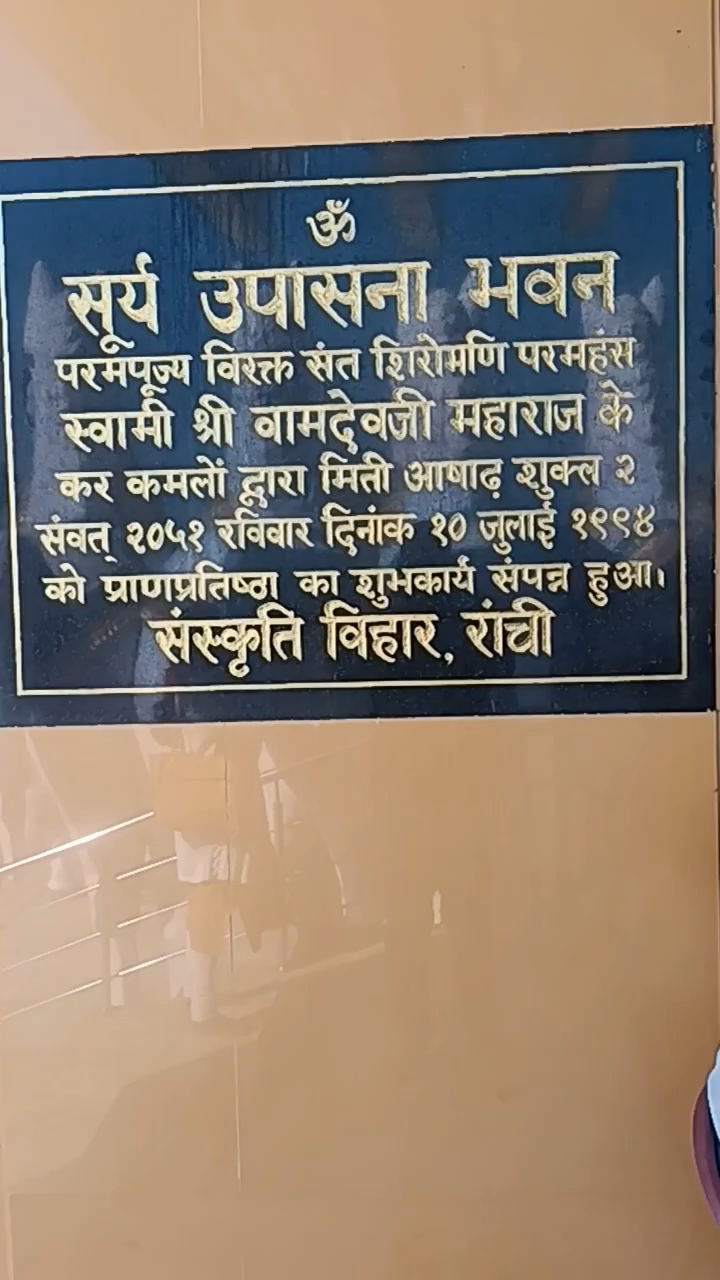 ॐ
सूर्य उपासना भवन
परमपूज्य विरक्त संत शिरोमणि परमहंस
स्वामी श्री वामदेवजी महाराज के
कर कमलों द्वारा मिती आषाढ़ शुक्ल २
संवत् २०५१ रविवार दिनांक १० जुलाई १९९४
को प्राणप्रतिष्ठा का शुभकार्य संपन्न हुआ।
संस्कृति विहार, रांची